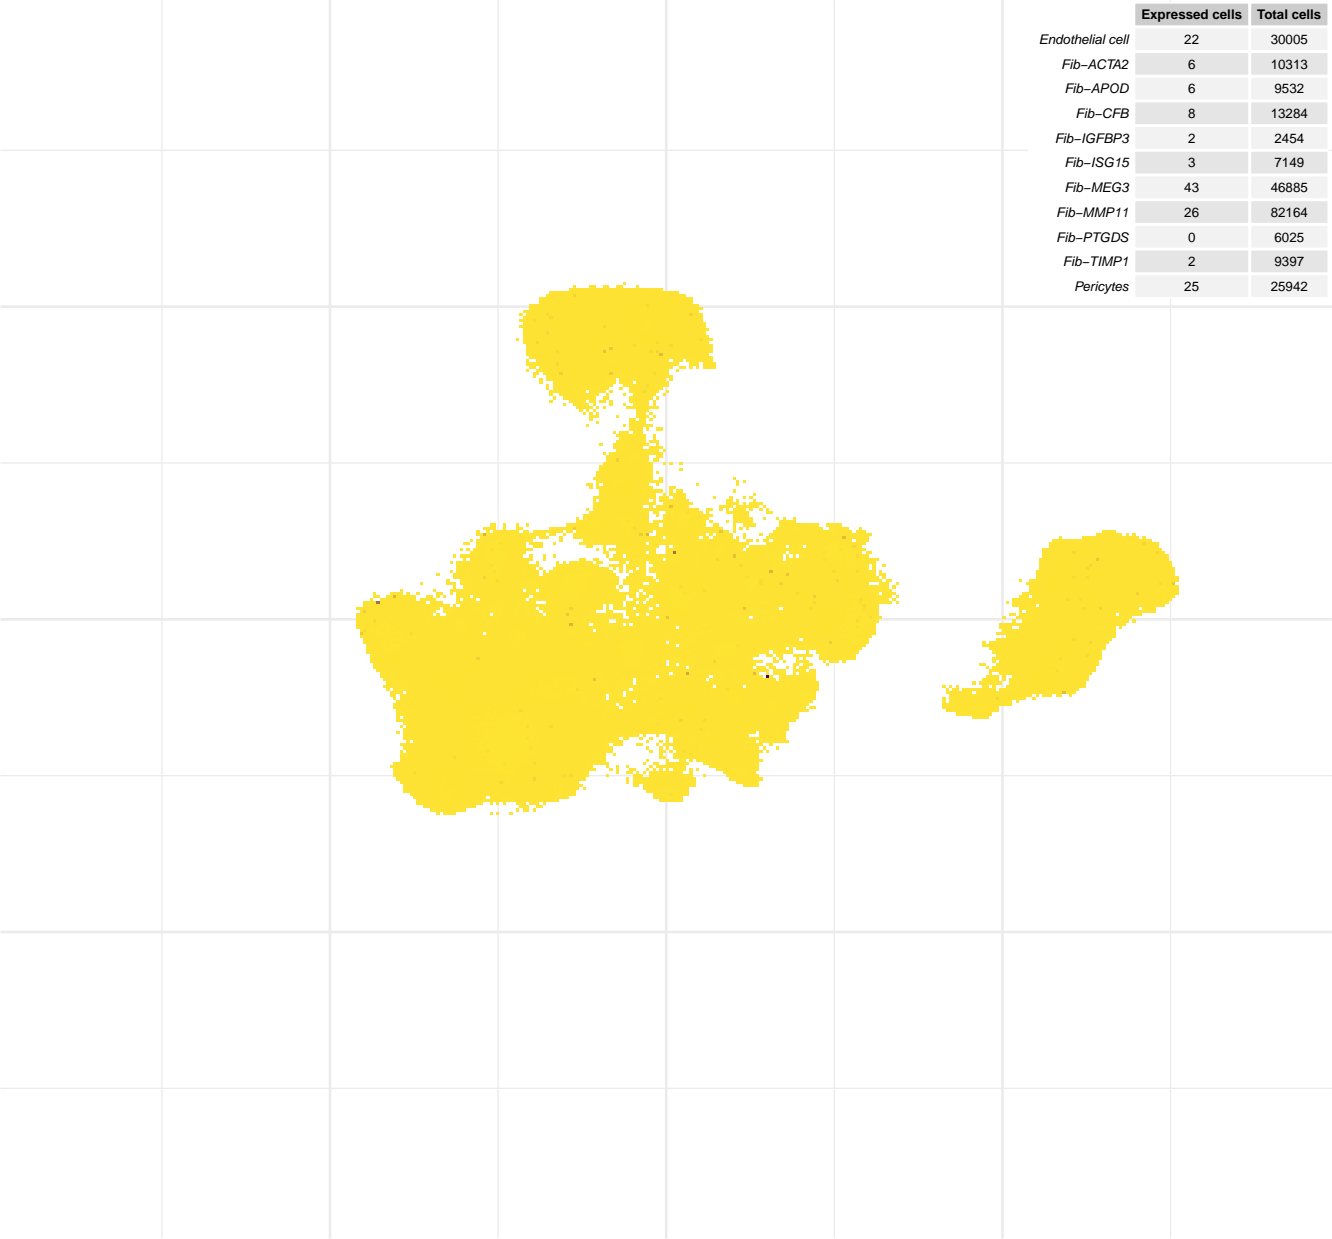 Expressed cells Total cells
Endothelial cell 22 30005
Fib−ACTA2 6 10313
Fib−APOD 6 9532
Fib−CFB 8 13284
Fib−IGFBP3 2 2454
Fib−ISG15 3 7149
Fib−MEG3 43 46885
Fib−MMP11 26 82164
Fib−PTGDS 0 6025
Fib−TIMP1 2 9397
Pericytes 25 25942